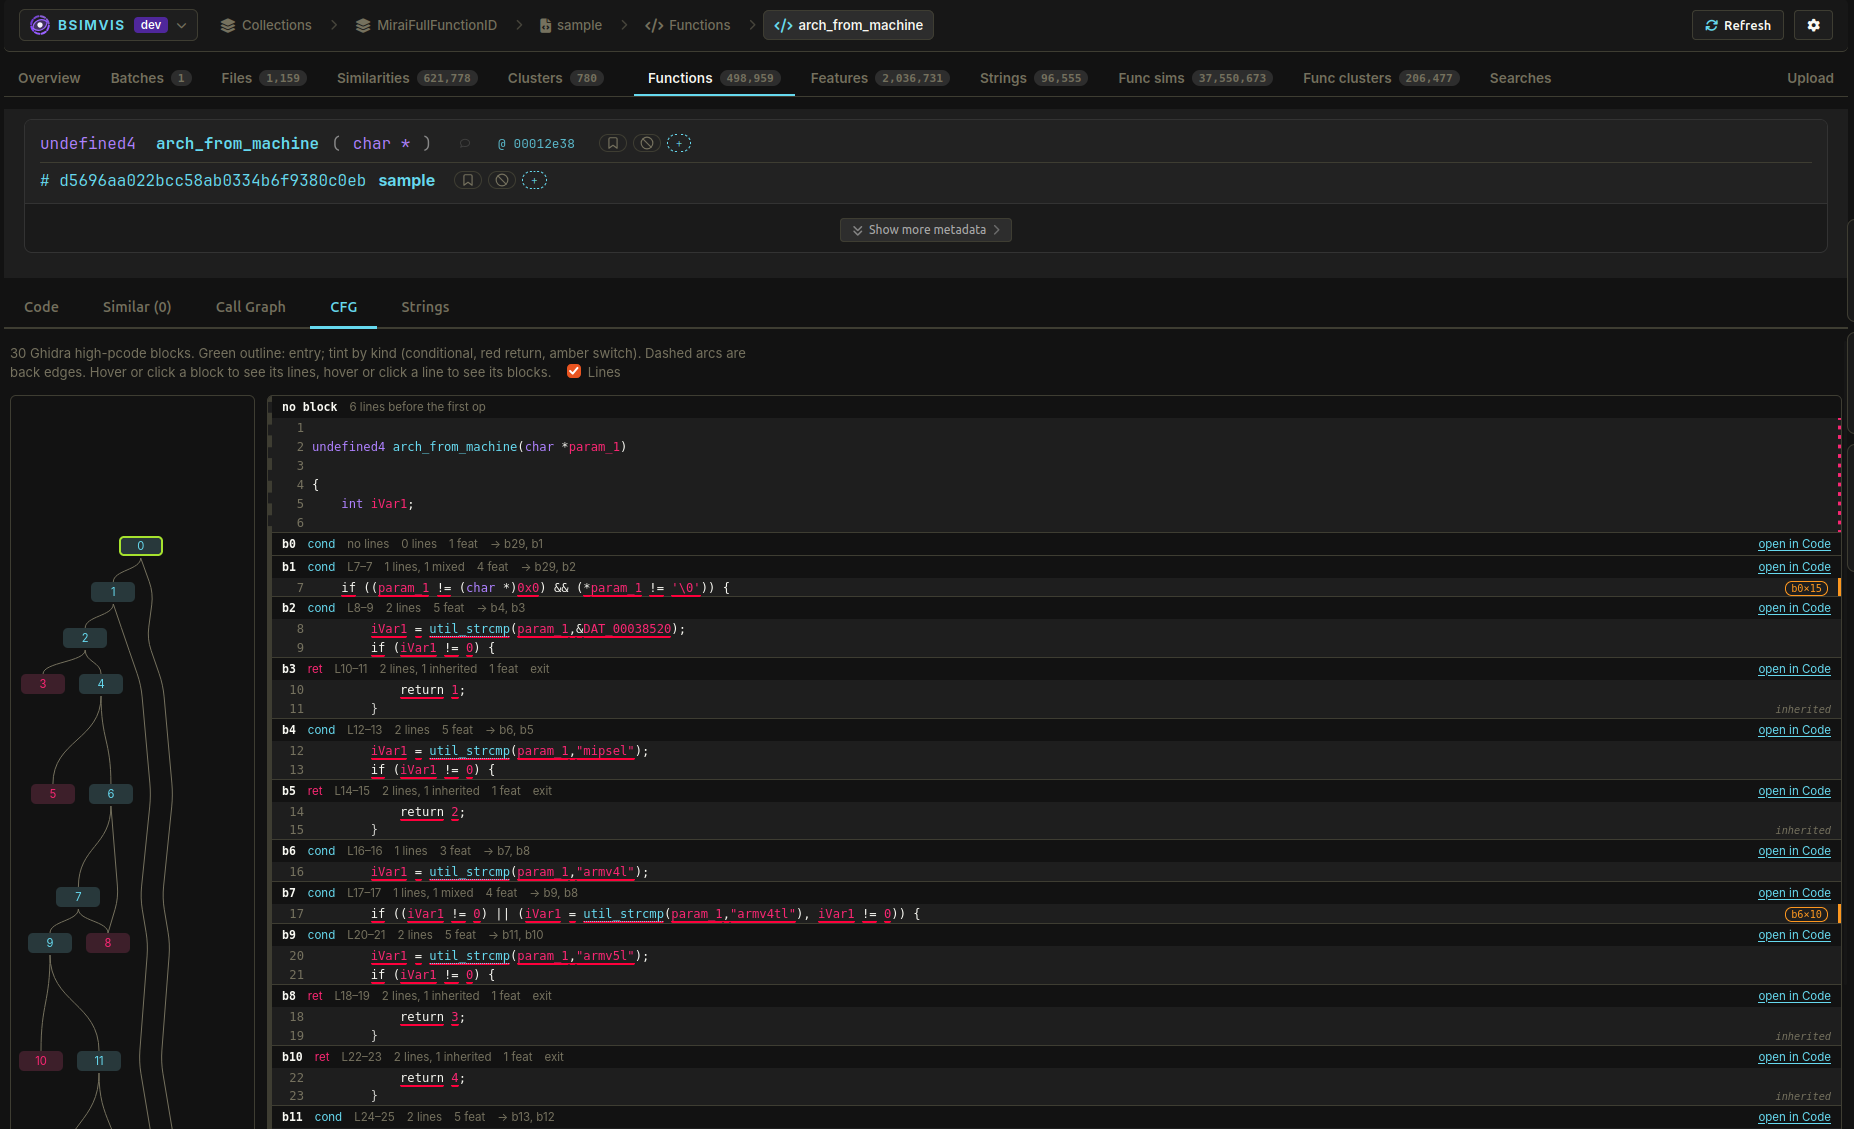 BSIMVIS dev
Collections > MiraiFullFunctionID > sample > </> Functions > </> arch_from_machine
Refresh
Overview Batches 1 Files 1,159 Similarities 621,778 Clusters 780 Functions 498,959 Features 2,036,731 Strings 96,555 Func sims 37,550,673 Func clusters 206,477 Searches Upload
undefined4 arch_from_machine ( char * ) @ 00012e38 +
# d5696aa022bcc58ab0334b6f9380c0eb sample +
Show more metadata >
Code Similar (0) Call Graph CFG Strings
30 Ghidra high-pcode blocks. Green outline: entry; tint by kind (conditional, red return, amber switch). Dashed arcs are
back edges. Hover or click a block to see its lines, hover or click a line to see its blocks. Lines
0
1
2
3 4
5 6
7
9 8
10 11
no block 6 lines before the first op
1
2 undefined4 arch_from_machine(char *param_1)
3
4 {
5 int iVar1;
6
b0 cond no lines 0 lines 1 feat → b29, b1 open in Code
b1 cond L7–7 1 lines, 1 mixed 4 feat → b29, b2 open in Code
7 if ((param_1 != (char *)0x0) && (*param_1 != '\0')) { b0×15
b2 cond L8–9 2 lines 5 feat → b4, b3 open in Code
8 iVar1 = util_strcmp(param_1,&DAT_00038520);
9 if (iVar1 != 0) {
b3 ret L10–11 2 lines, 1 inherited 1 feat exit open in Code
10 return 1;
11 } inherited
b4 cond L12–13 2 lines 5 feat → b6, b5 open in Code
12 iVar1 = util_strcmp(param_1,"mipsel");
13 if (iVar1 != 0) {
b5 ret L14–15 2 lines, 1 inherited 1 feat exit open in Code
14 return 2;
15 } inherited
b6 cond L16–16 1 lines 3 feat → b7, b8 open in Code
16 iVar1 = util_strcmp(param_1,"armv4l");
b7 cond L17–17 1 lines, 1 mixed 4 feat → b9, b8 open in Code
17 if ((iVar1 != 0) || (iVar1 = util_strcmp(param_1,"armv4tl"), iVar1 != 0)) { b6×10
b9 cond L20–21 2 lines 5 feat → b11, b10 open in Code
20 iVar1 = util_strcmp(param_1,"armv5l");
21 if (iVar1 != 0) {
b8 ret L18–19 2 lines, 1 inherited 1 feat exit open in Code
18 return 3;
19 } inherited
b10 ret L22–23 2 lines, 1 inherited 1 feat exit open in Code
22 return 4;
23 } inherited
b11 cond L24–25 2 lines 5 feat → b13, b12 open in Code